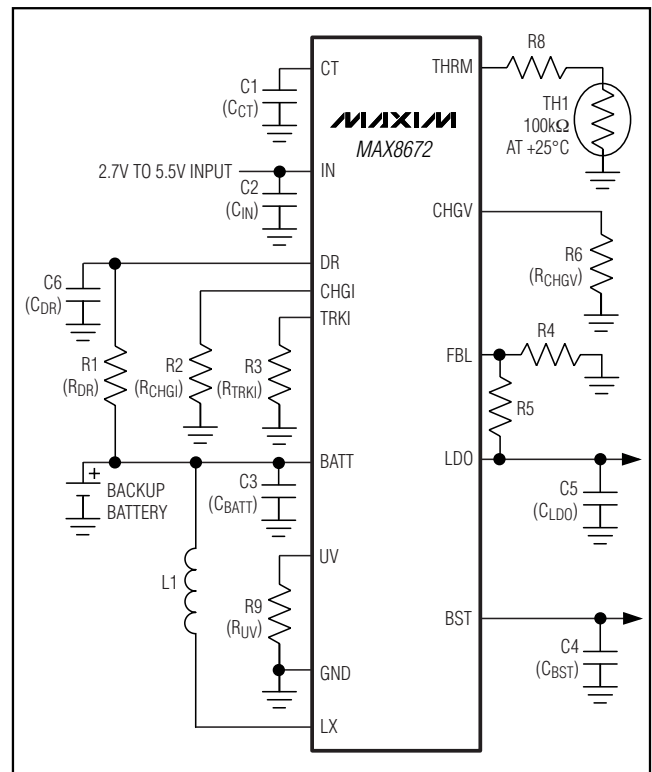 CT
C1
(CCT)
MAXIM
MAX8672
THRM
R8
TH1
100kΩ
AT +25°C
2.7V TO 5.5V INPUT
IN
C2
(CIN)
CHGV
R6
(RCHGV)
DR
C6
(CDR)
CHGI
TRKI
R1
(RDR)
R2
(RCHGI)
R3
(RTRKI)
FBL
R4
R5
BATT
LDO
+
BACKUP
BATTERY
C3
(CBATT)
C5
(CLDO)
UV
L1
R9
(RUV)
BST
C4
(CBST)
GND
LX